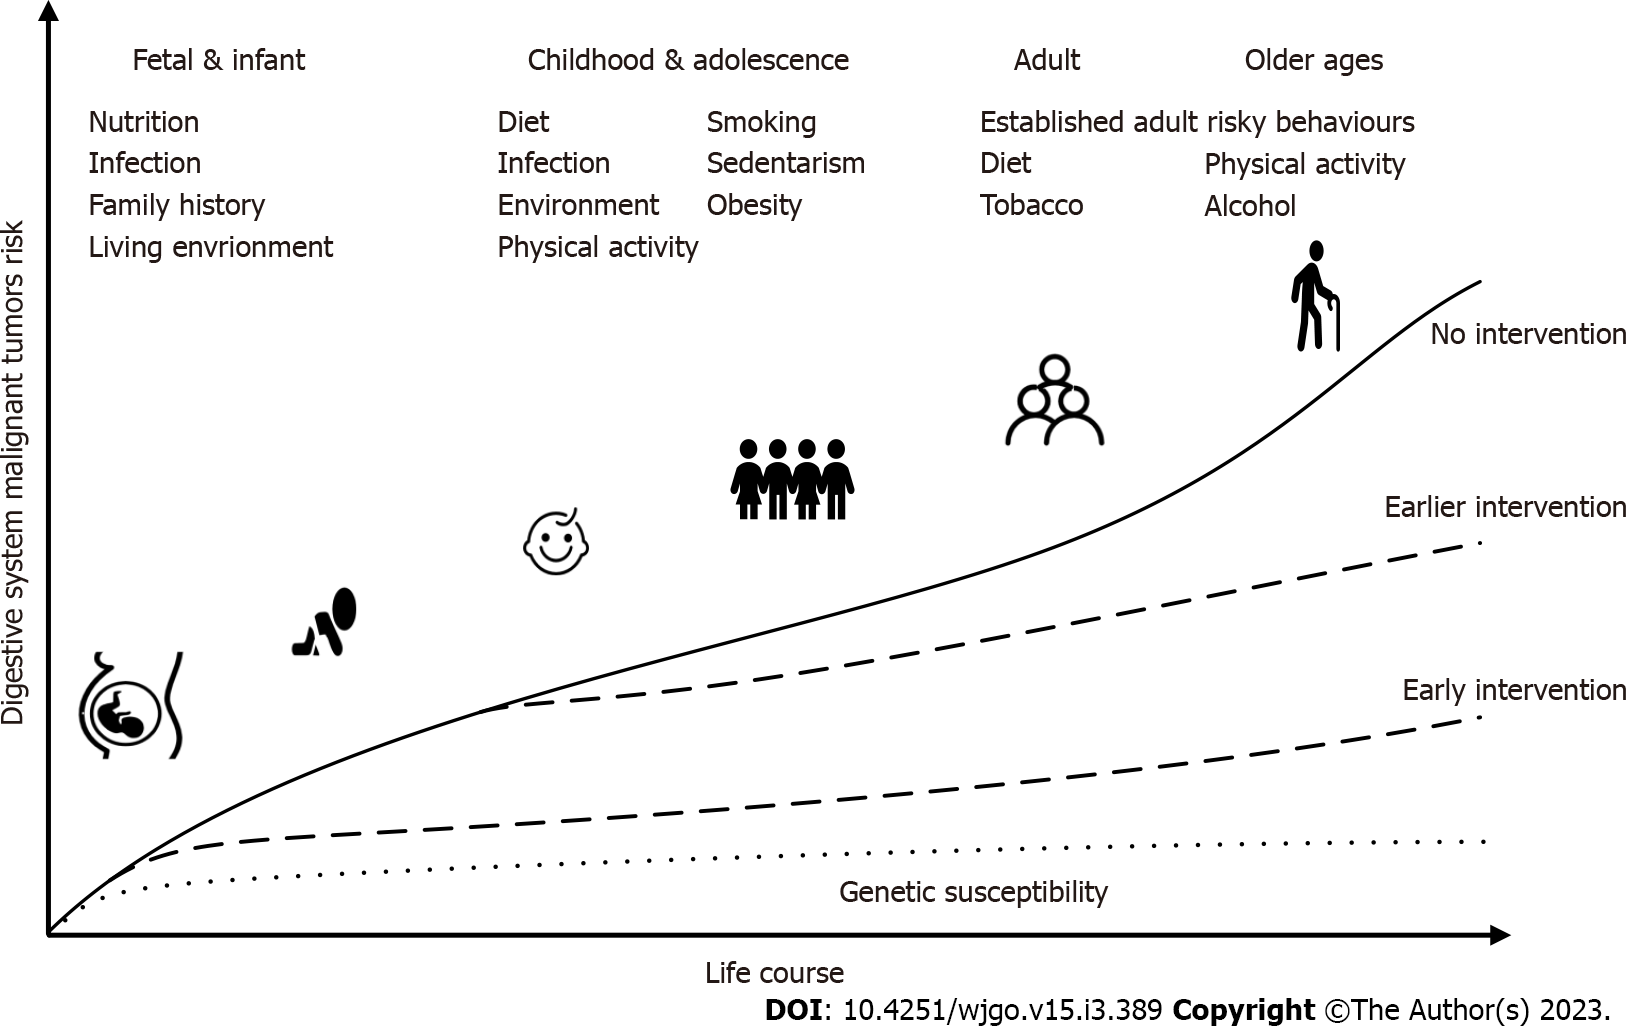 Fetal & infant
Nutrition
Infection
Family history
Living envrionment
Childhood & adolescence
Diet
Infection
Environment
Physical activity
Smoking
Sedentarism
Obesity
Adult
Older ages
Established adult risky behaviours
Diet
Tobacco
Physical activity
Alcohol
Digestive system malignant tumors risk
No intervention
Earlier intervention
Early intervention
Genetic susceptibility
Life course
DOI: 10.4251/wjgo.v15.i3.389 Copyright ©The Author(s) 2023.